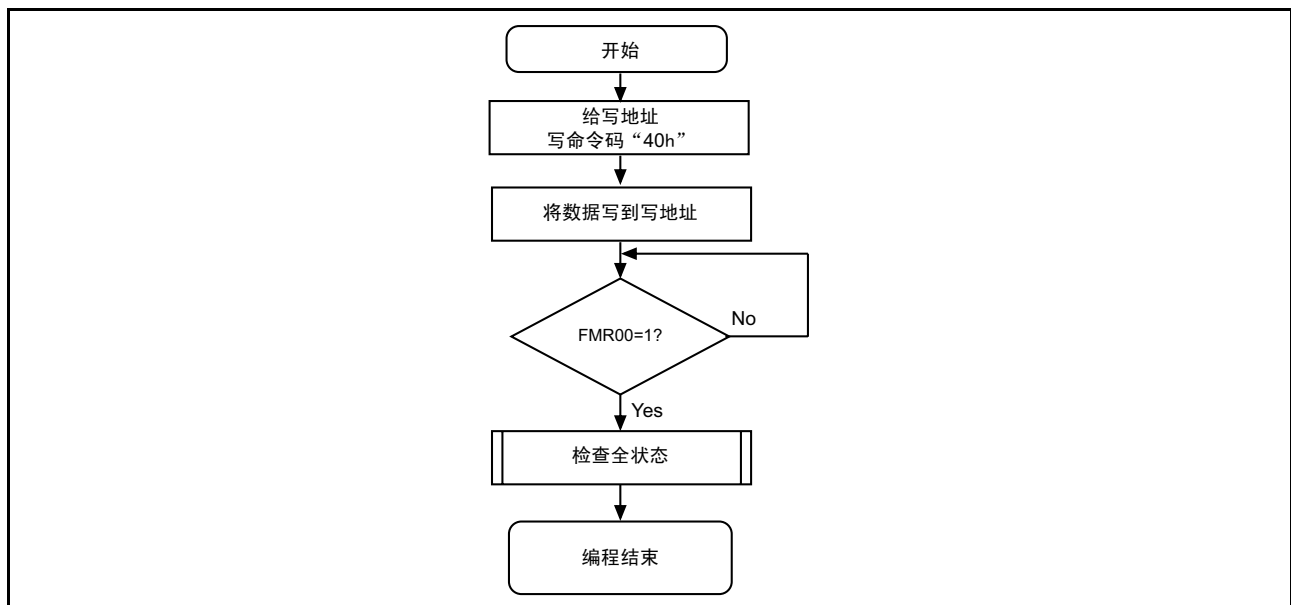 开始
给写地址
写命令码“40h”
将数据写到写地址
FMR00=1?
No
Yes
检查全状态
编程结束